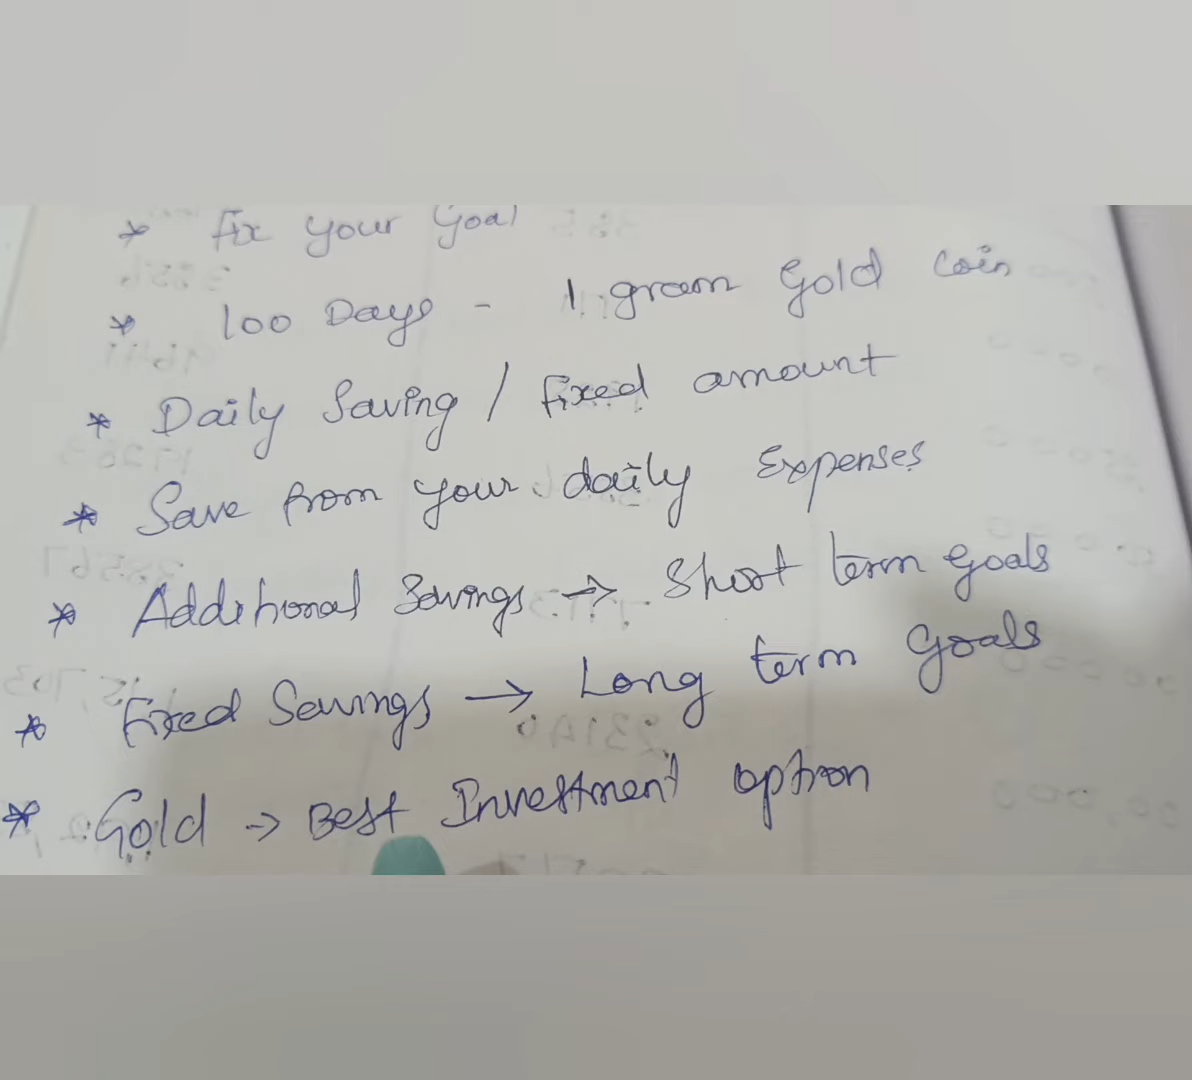 * Fix your Goal
* 100 Days - 1 gram Gold coin
* Daily Saving / fixed amount
* Save from your daily Expenses
* Additional Savings → Short term goals
* Fixed Savings → Long term goals
* Gold → Best Investment option